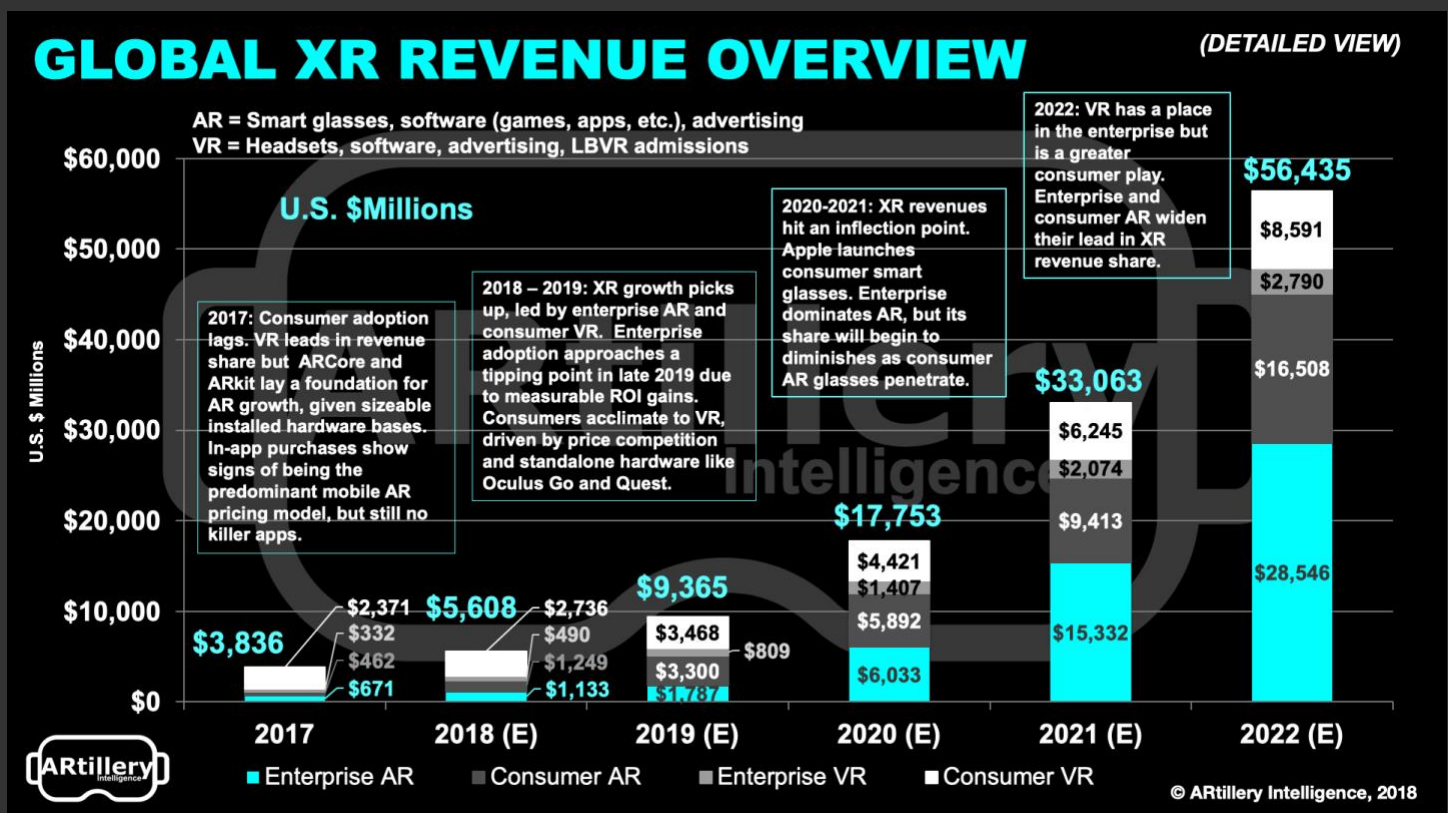 GLOBAL XR REVENUE OVERVIEW
(DETAILED VIEW)
AR = Smart glasses, software (games, apps, etc.), advertising
VR = Headsets, software, advertising, LBVR admissions
U.S. $Millions
U.S. $ Millions
$60,000
$50,000
$40,000
$30,000
$20,000
$10,000
$0
2017: Consumer adoption
lags. VR leads in revenue
share but ARCore and
ARkit lay a foundation for
AR growth, given sizeable
installed hardware bases.
In-app purchases show
signs of being the
predominant mobile AR
pricing model, but still no
killer apps.
2018 – 2019: XR growth picks
up, led by enterprise AR and
consumer VR. Enterprise
adoption approaches a
tipping point in late 2019 due
to measurable ROI gains.
Consumers acclimate to VR,
driven by price competition
and standalone hardware like
Oculus Go and Quest.
2020-2021: XR revenues
hit an inflection point.
Apple launches
consumer smart
glasses. Enterprise
dominates AR, but its
share will begin to
diminishes as consumer
AR glasses penetrate.
2022: VR has a place
in the enterprise but
is a greater
consumer play.
Enterprise and
consumer AR widen
their lead in XR
revenue share.
ARtillery
Intelligence
$3,836
$2,371
$332
$462
$671
$5,608
$2,736
$490
$1,249
$1,133
$9,365
$3,468
$809
$3,300
$1,787
$17,753
$4,421
$1,407
$5,892
$6,033
$33,063
$6,245
$2,074
$9,413
$15,332
$56,435
$8,591
$2,790
$16,508
$28,546
2017
2018 (E)
2019 (E)
2020 (E)
2021 (E)
2022 (E)
Enterprise AR
Consumer AR
Enterprise VR
Consumer VR
ARtillery
Intelligence
© ARtillery Intelligence, 2018